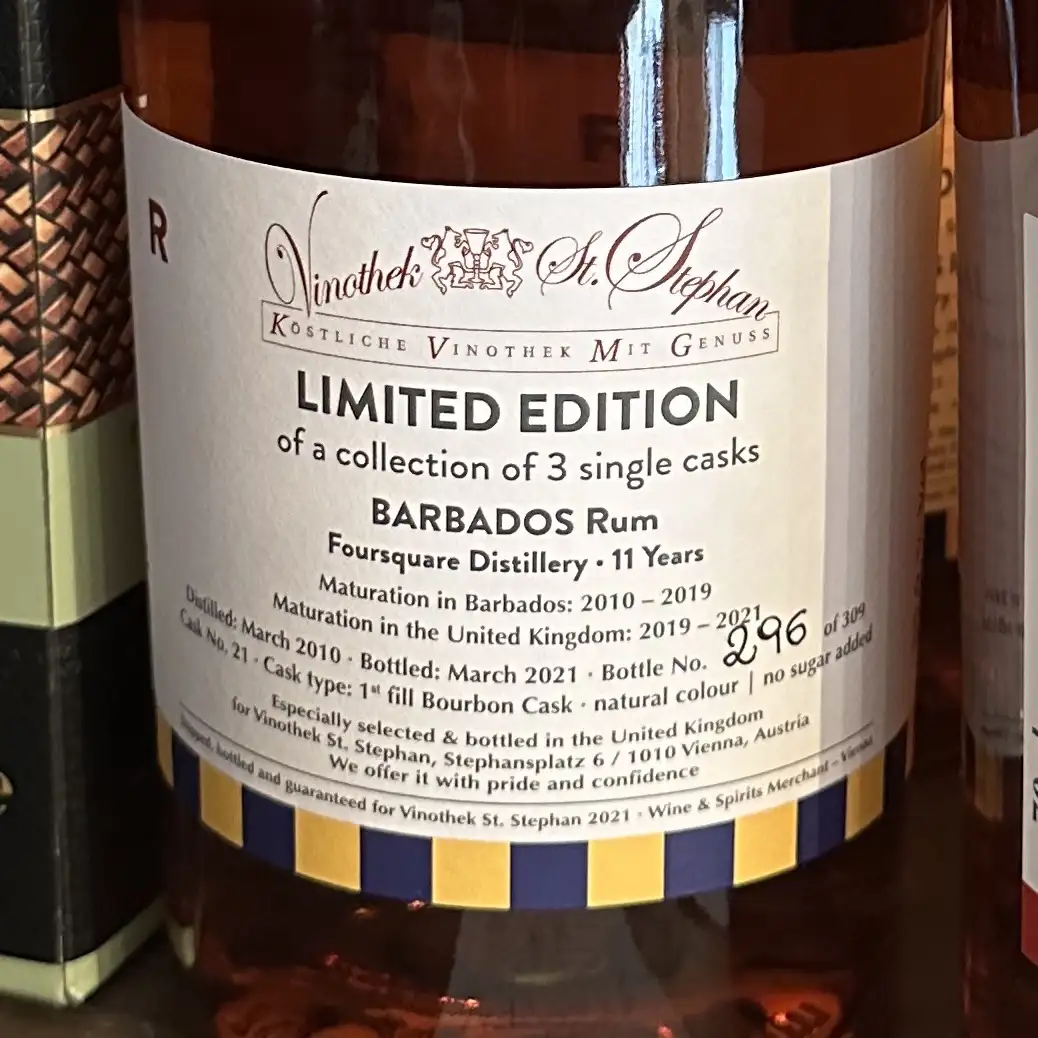 R
Vinothek St. Stephan
KÖSTLICHE VINOTHEK MIT GENUSS
LIMITED EDITION
of a collection of 3 single casks
BARBADOS Rum
Foursquare Distillery · 11 Years
Maturation in Barbados: 2010 – 2019
Maturation in the United Kingdom: 2019 – 2021
Distilled: March 2010 · Bottled: March 2021 · Bottle No. 296 of 309
Cask No. 21 · Cask type: 1st fill Bourbon Cask · natural colour | no sugar added
Especially selected & bottled in the United Kingdom
for Vinothek St. Stephan, Stephansplatz 6 / 1010 Vienna, Austria
We offer it with pride and confidence
bottled and guaranteed for Vinothek St. Stephan 2021 · Wine & Spirits Merchant – Vienna